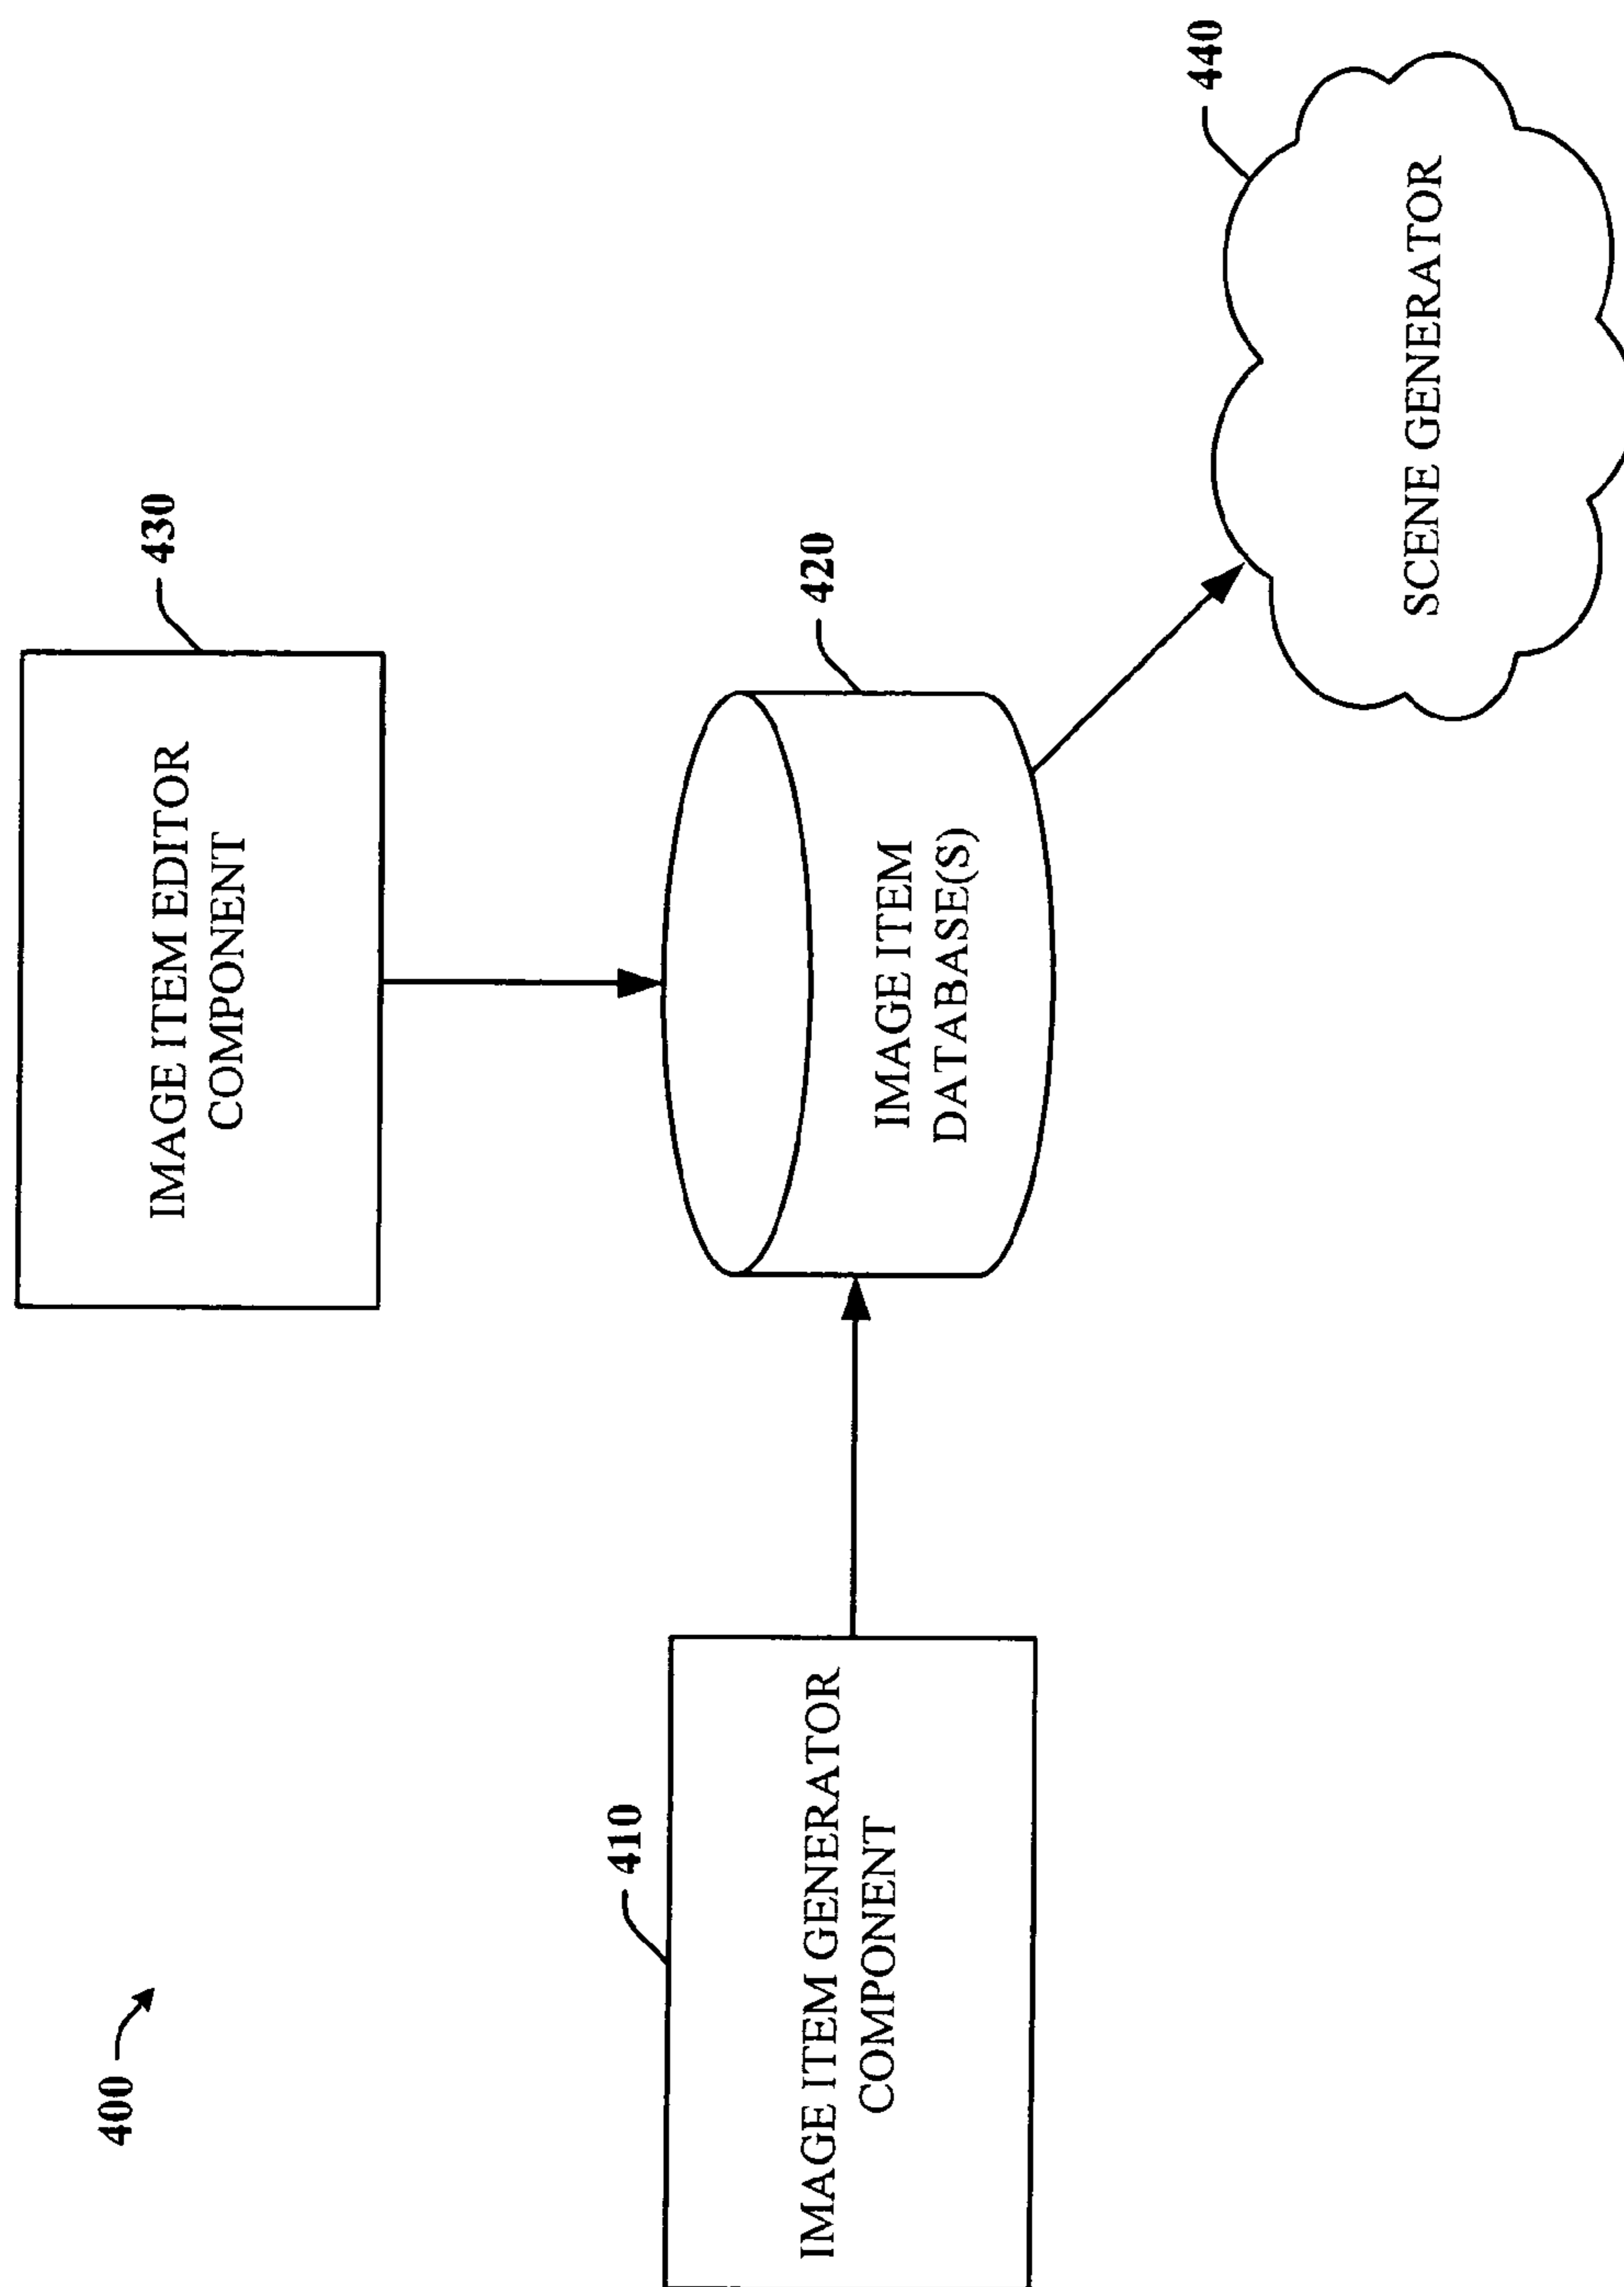 400
430
IMAGE ITEM EDITOR
COMPONENT
410
IMAGE ITEM GENERATOR
COMPONENT
420
IMAGE ITEM
DATABASE(S)
440
SCENE GENERATOR